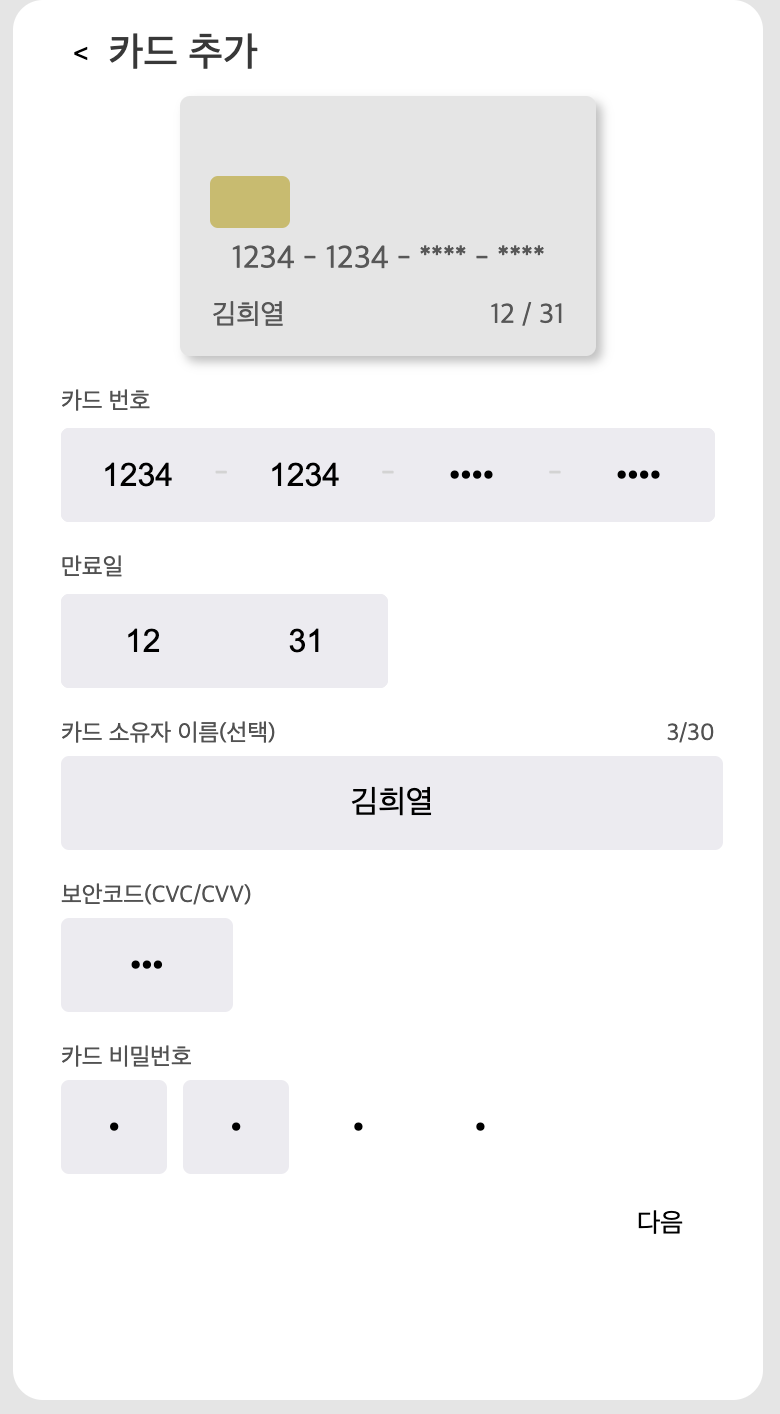 < 카드 추가
1234 - 1234 - **** - ****
김희열 12 / 31
카드 번호
1234 - 1234 - •••• - ••••
만료일
12 31
카드 소유자 이름(선택) 3/30
김희열
보안코드(CVC/CVV)
•••
카드 비밀번호
• • • •
다음